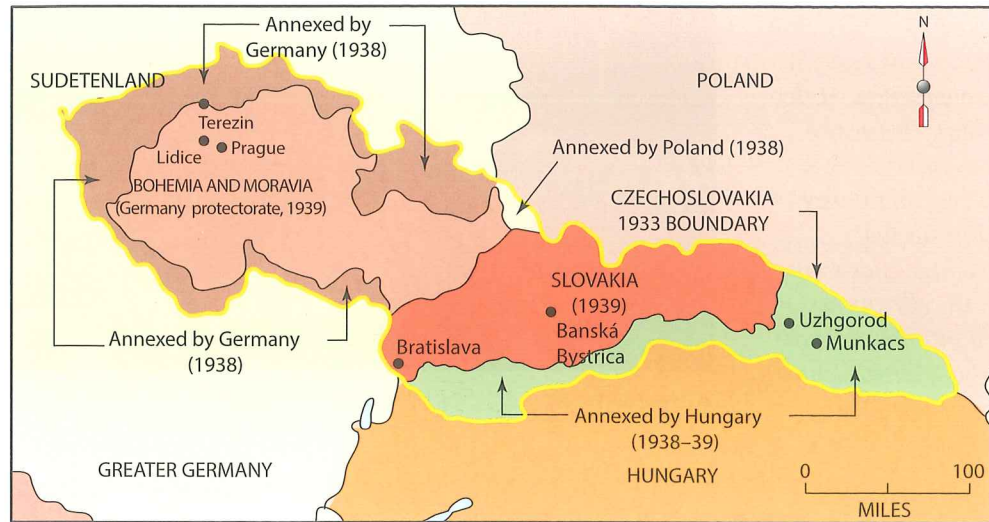 Annexed by
Germany (1938)
N
SUDETENLAND
POLAND
Terezin
Lidice
Prague
Annexed by Poland (1938)
BOHEMIA AND MORAVIA
(Germany protectorate, 1939)
CZECHOSLOVAKIA
1933 BOUNDARY
SLOVAKIA
(1939)
Banská
Bystrica
Uzhgorod
Munkacs
Annexed by Germany
(1938)
Bratislava
Annexed by Hungary
(1938–39)
GREATER GERMANY
HUNGARY
0
100
MILES